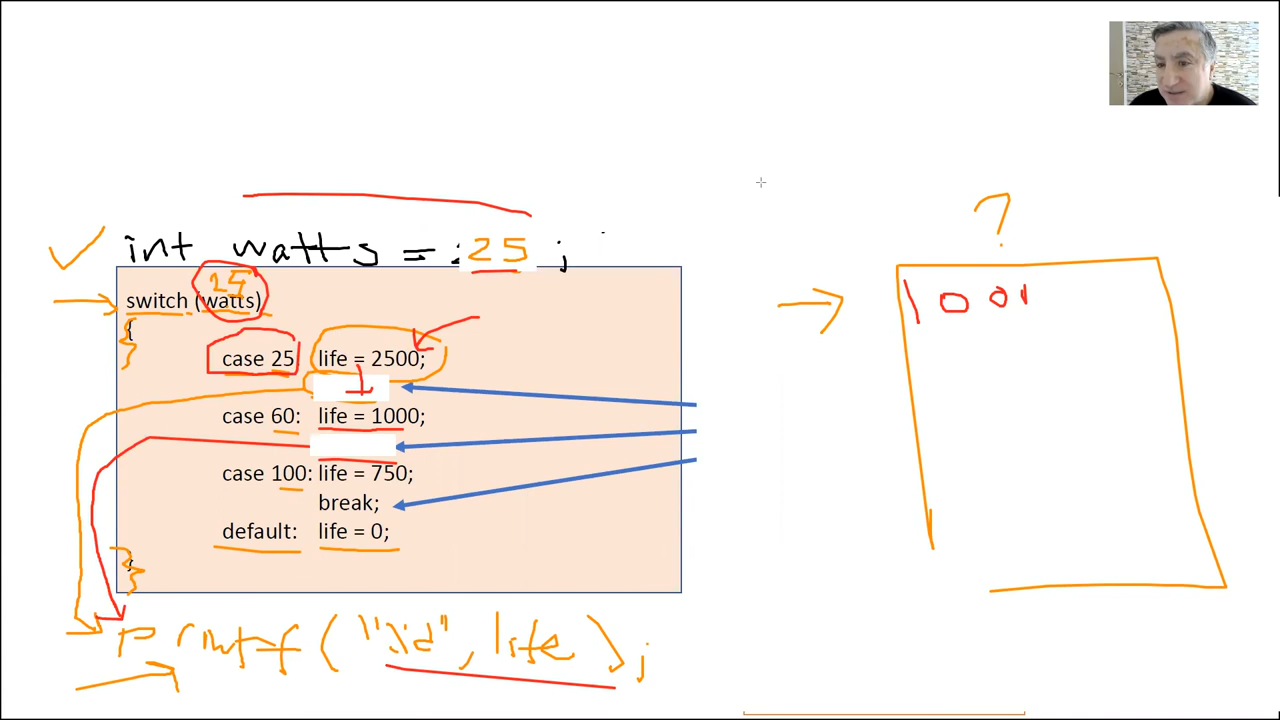 ?
int watts = 25 ;
25
switch (watts)
{
case 25 life = 2500;
case 60: life = 1000;
case 100: life = 750;
break;
default: life = 0;
}
printf ("%d", life );